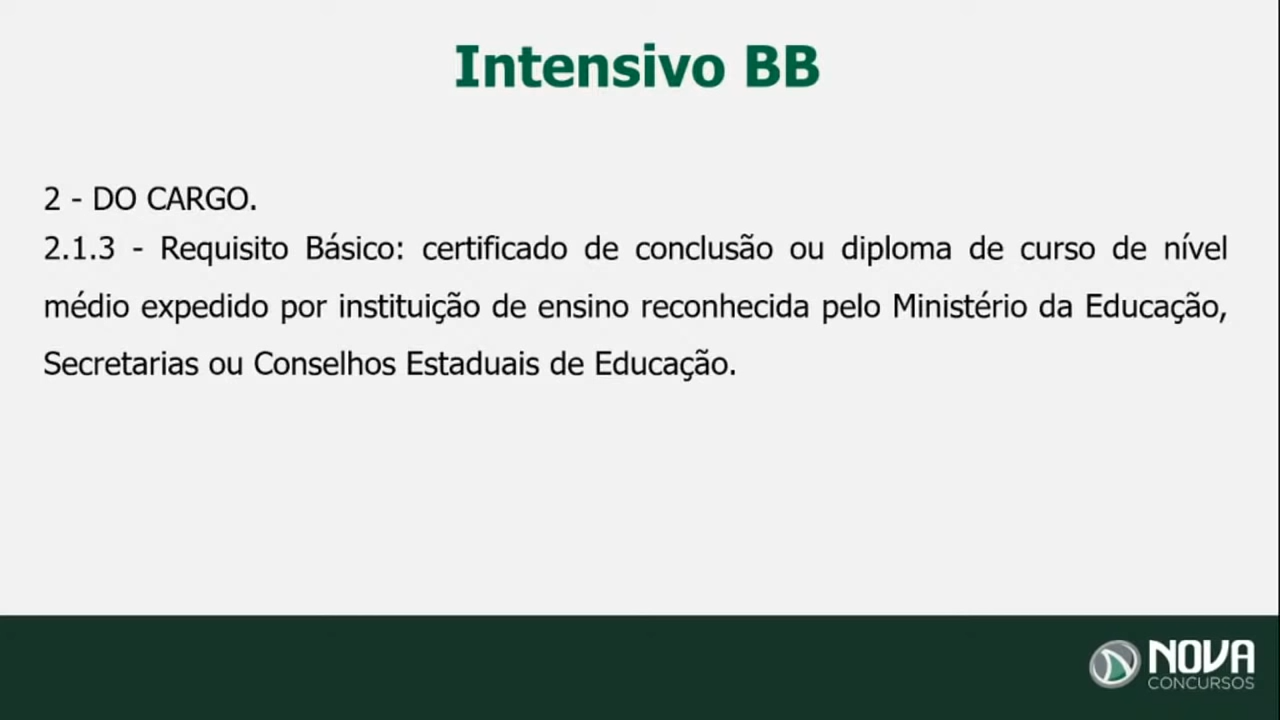 Intensivo BB
2 - DO CARGO.
2.1.3 - Requisito Básico: certificado de conclusão ou diploma de curso de nível
médio expedido por instituição de ensino reconhecida pelo Ministério da Educação,
Secretarias ou Conselhos Estaduais de Educação.
NOVA
CONCURSOS